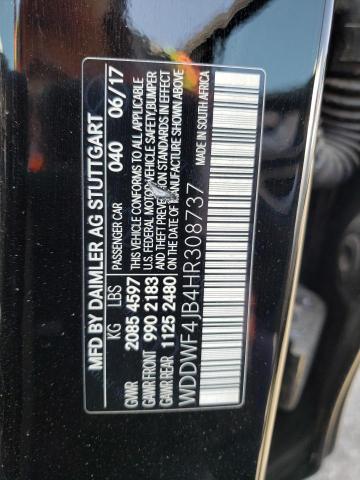 MFD BY DAIMLER AG STUTTGART
KG LBS PASSENGER CAR 040 06/17
GVWR 2085 4597 THIS VEHICLE CONFORMS TO ALL APPLICABLE
GAWR FRONT 990 2183 U.S. FEDERAL MOTOR VEHICLE SAFETY, BUMPER
GAWR REAR 1125 2480 AND THEFT PREVENTION STANDARDS IN EFFECT
ON THE DATE OF MANUFACTURE SHOWN ABOVE
WDDWF4JB4HR308737 MADE IN SOUTH AFRICA